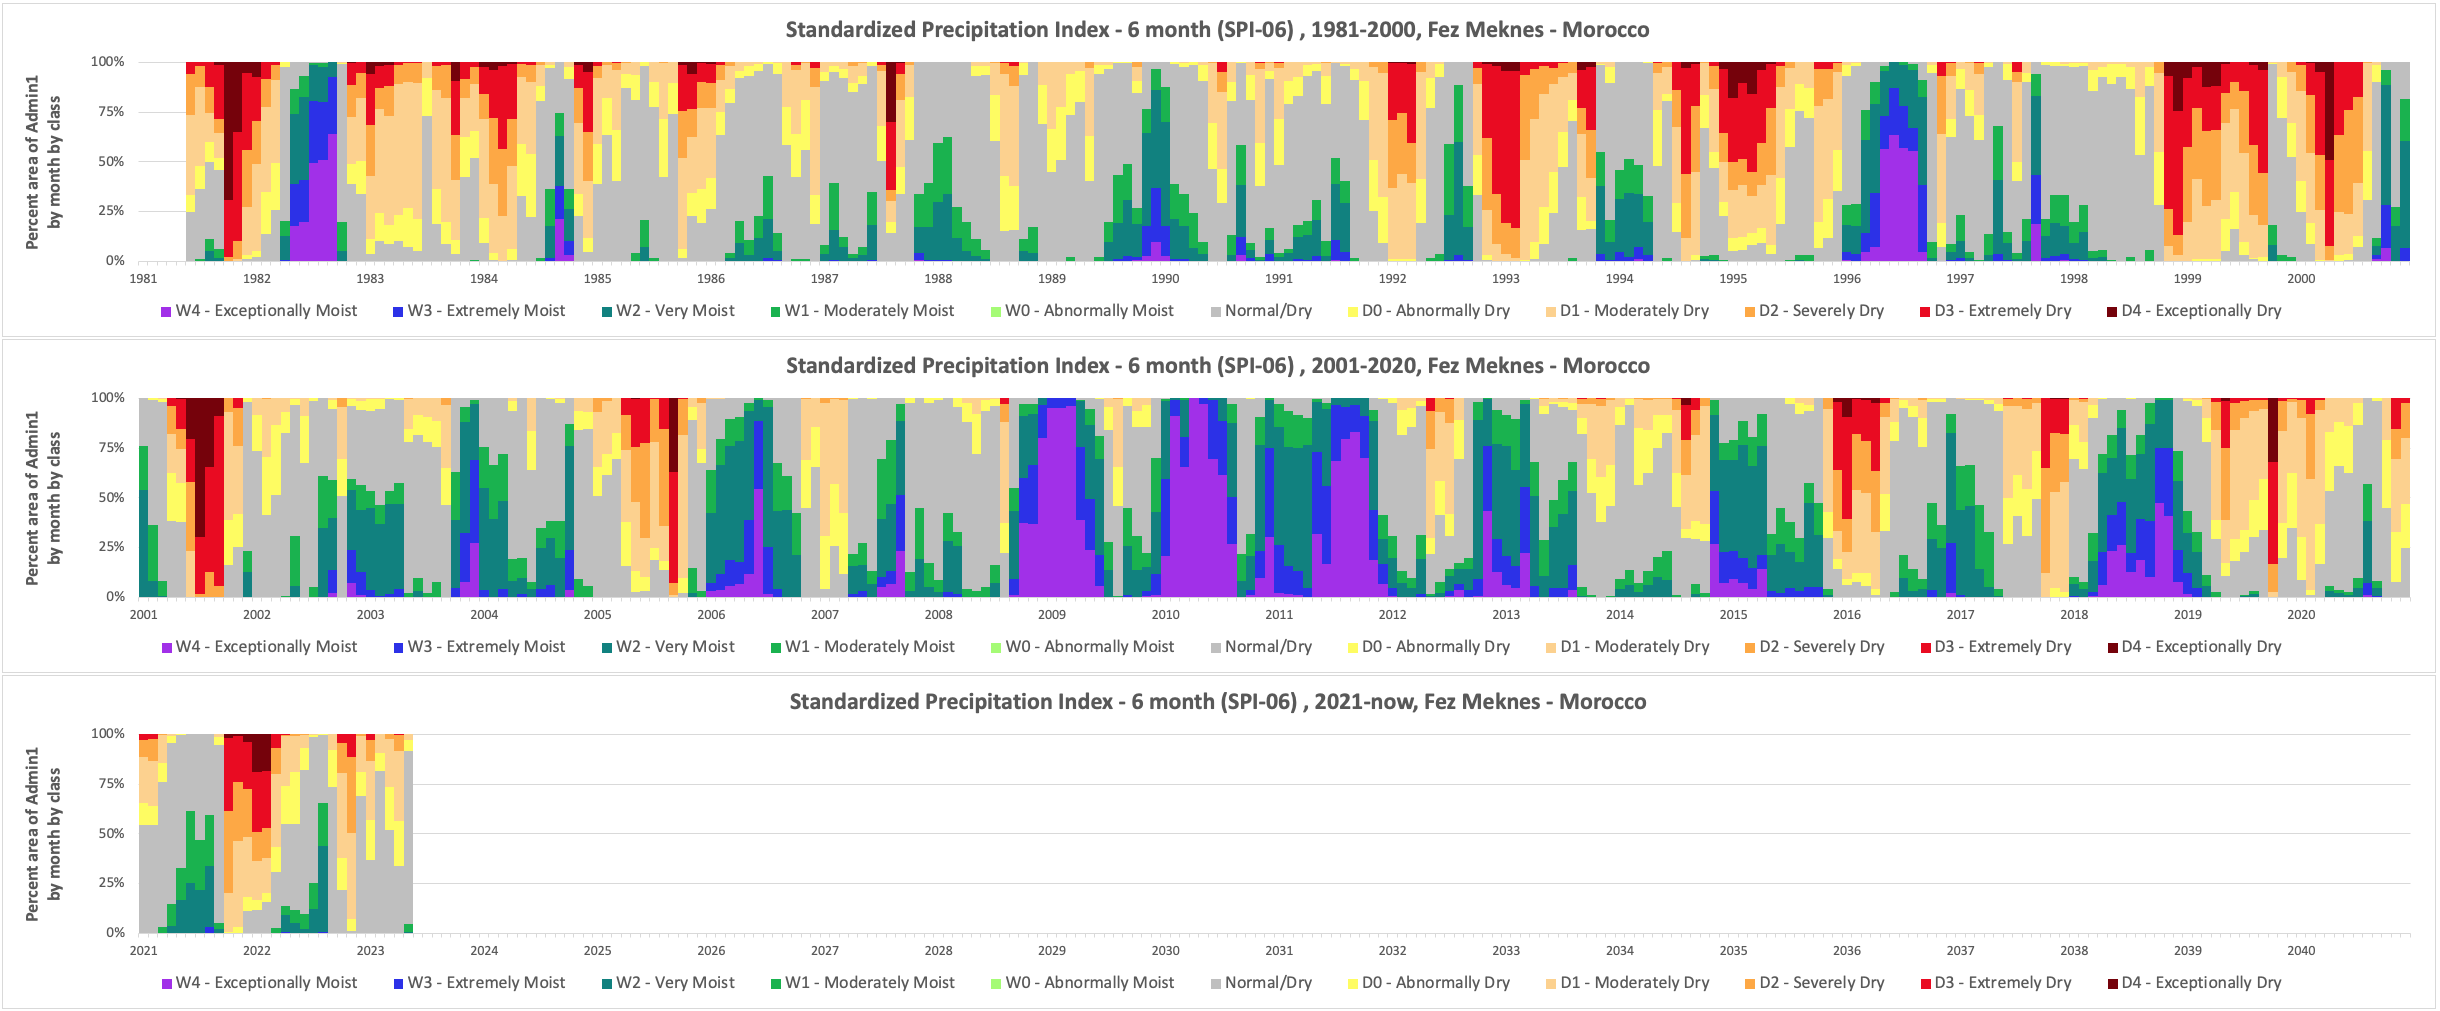 Standardized Precipitation Index - 6 month (SPI-06) , 1981-2000, Fez Meknes - Morocco
Percent area of Admin1
by month by class
100%
75%
50%
25%
0%
1981 1982 1983 1984 1985 1986 1987 1988 1989 1990 1991 1992 1993 1994 1995 1996 1997 1998 1999 2000
W4 - Exceptionally Moist W3 - Extremely Moist W2 - Very Moist W1 - Moderately Moist W0 - Abnormally Moist Normal/Dry D0 - Abnormally Dry D1 - Moderately Dry D2 - Severely Dry D3 - Extremely Dry D4 - Exceptionally Dry
Standardized Precipitation Index - 6 month (SPI-06) , 2001-2020, Fez Meknes - Morocco
Percent area of Admin1
by month by class
100%
75%
50%
25%
0%
2001 2002 2003 2004 2005 2006 2007 2008 2009 2010 2011 2012 2013 2014 2015 2016 2017 2018 2019 2020
W4 - Exceptionally Moist W3 - Extremely Moist W2 - Very Moist W1 - Moderately Moist W0 - Abnormally Moist Normal/Dry D0 - Abnormally Dry D1 - Moderately Dry D2 - Severely Dry D3 - Extremely Dry D4 - Exceptionally Dry
Standardized Precipitation Index - 6 month (SPI-06) , 2021-now, Fez Meknes - Morocco
Percent area of Admin1
by month by class
100%
75%
50%
25%
0%
2021 2022 2023 2024 2025 2026 2027 2028 2029 2030 2031 2032 2033 2034 2035 2036 2037 2038 2039 2040
W4 - Exceptionally Moist W3 - Extremely Moist W2 - Very Moist W1 - Moderately Moist W0 - Abnormally Moist Normal/Dry D0 - Abnormally Dry D1 - Moderately Dry D2 - Severely Dry D3 - Extremely Dry D4 - Exceptionally Dry